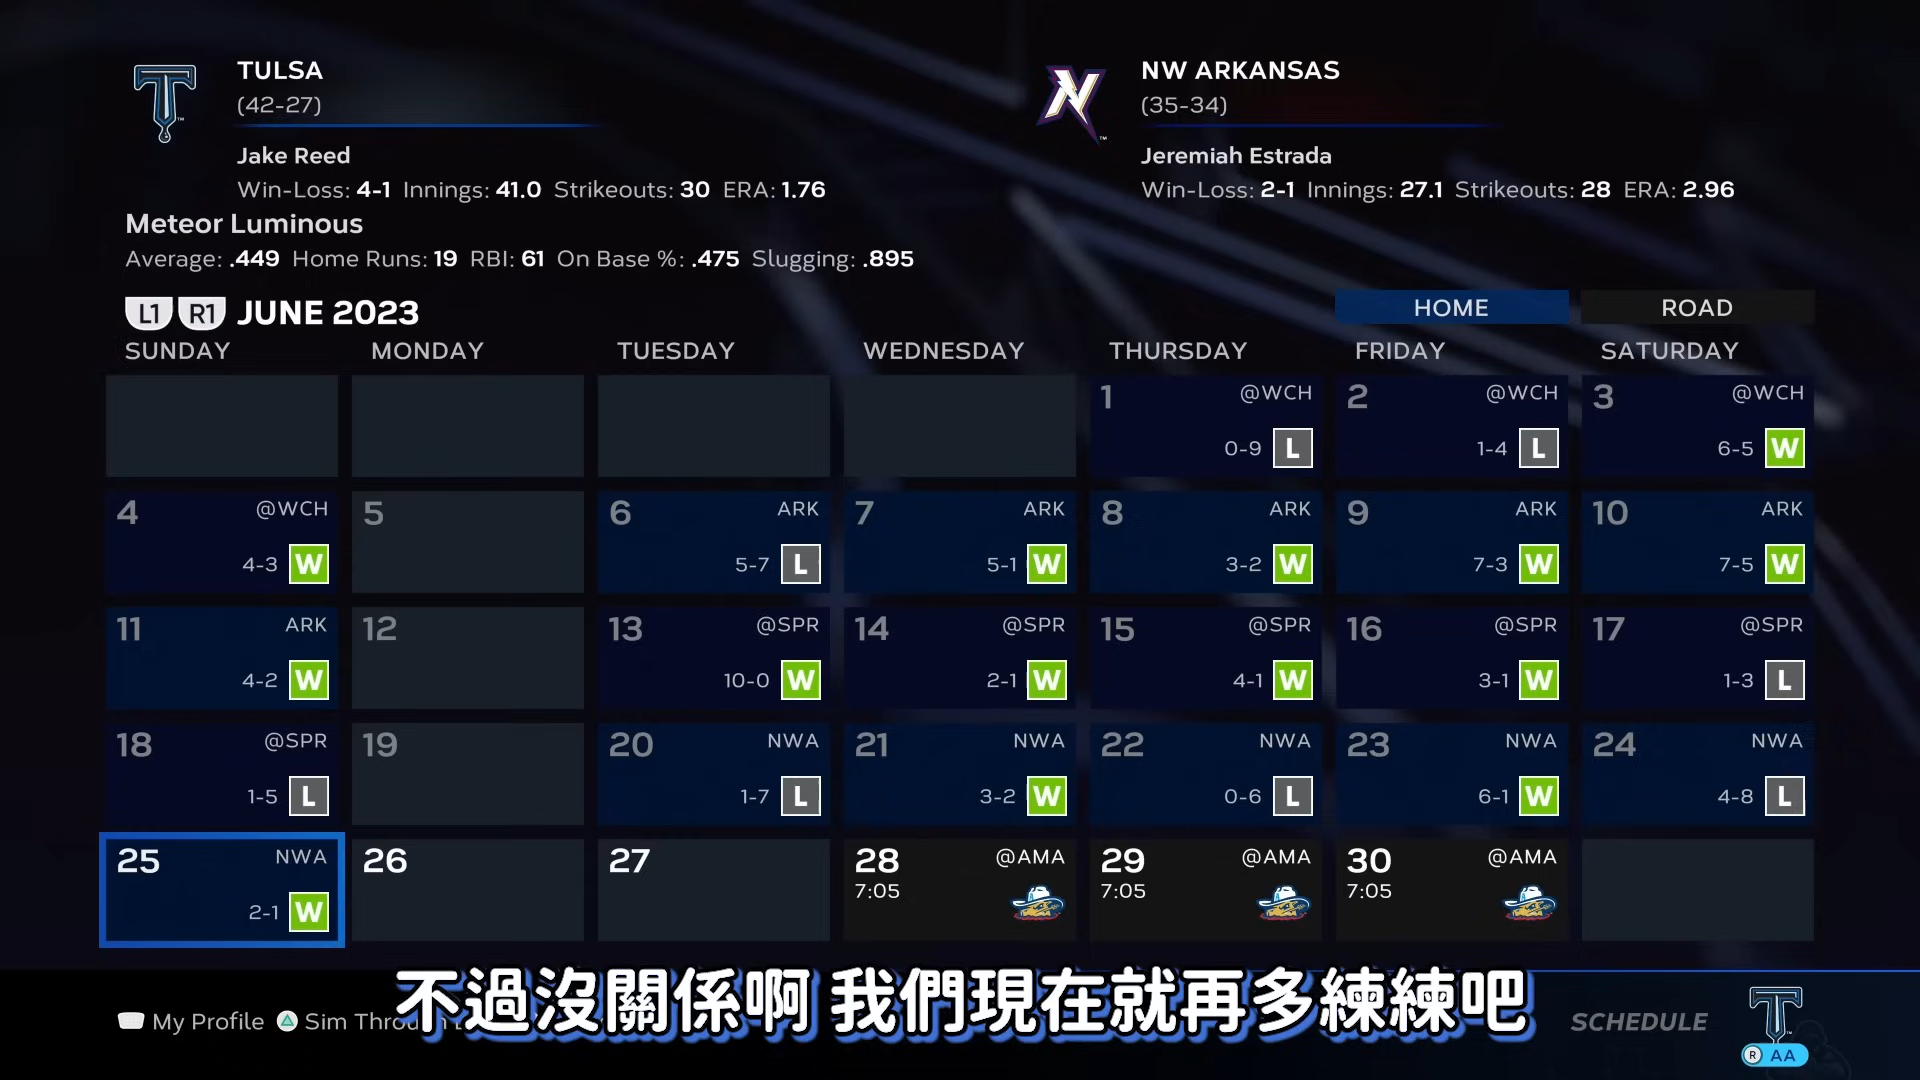 TULSA
(42-27)
Jake Reed
Win-Loss: 4-1 Innings: 41.0 Strikeouts: 30 ERA: 1.76
NW ARKANSAS
(35-34)
Jeremiah Estrada
Win-Loss: 2-1 Innings: 27.1 Strikeouts: 28 ERA: 2.96
Meteor Luminous
Average: .449 Home Runs: 19 RBI: 61 On Base %: .475 Slugging: .895
L1 R1 JUNE 2023
HOME ROAD
SUNDAY MONDAY TUESDAY WEDNESDAY THURSDAY FRIDAY SATURDAY
1 @WCH 2 @WCH 3 @WCH
0-9 L 1-4 L 6-5 W
4 @WCH 5 6 ARK 7 ARK 8 ARK 9 ARK 10 ARK
4-3 W 5-7 L 5-1 W 3-2 W 7-3 W 7-5 W
11 ARK 12 13 @SPR 14 @SPR 15 @SPR 16 @SPR 17 @SPR
4-2 W 10-0 W 2-1 W 4-1 W 3-1 W 1-3 L
18 @SPR 19 20 NWA 21 NWA 22 NWA 23 NWA 24 NWA
1-5 L 1-7 L 3-2 W 0-6 L 6-1 W 4-8 L
25 NWA 26 27 28 @AMA 29 @AMA 30 @AMA
7:05 7:05 7:05
2-1 W
My Profile Sim
不過沒關係啊 我們現在就再多練練吧
SCHEDULE
T
R AA